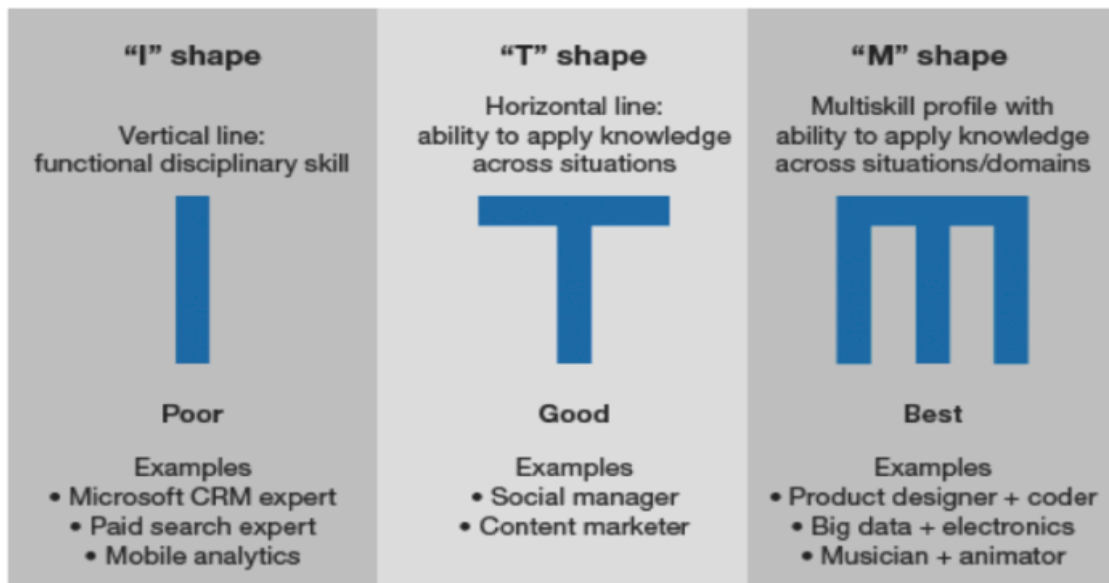 “I” shape
Vertical line:
functional disciplinary skill
Poor
Examples
• Microsoft CRM expert
• Paid search expert
• Mobile analytics
“T” shape
Horizontal line:
ability to apply knowledge
across situations
Good
Examples
• Social manager
• Content marketer
“M” shape
Multiskill profile with
ability to apply knowledge
across situations/domains
Best
Examples
• Product designer + coder
• Big data + electronics
• Musician + animator